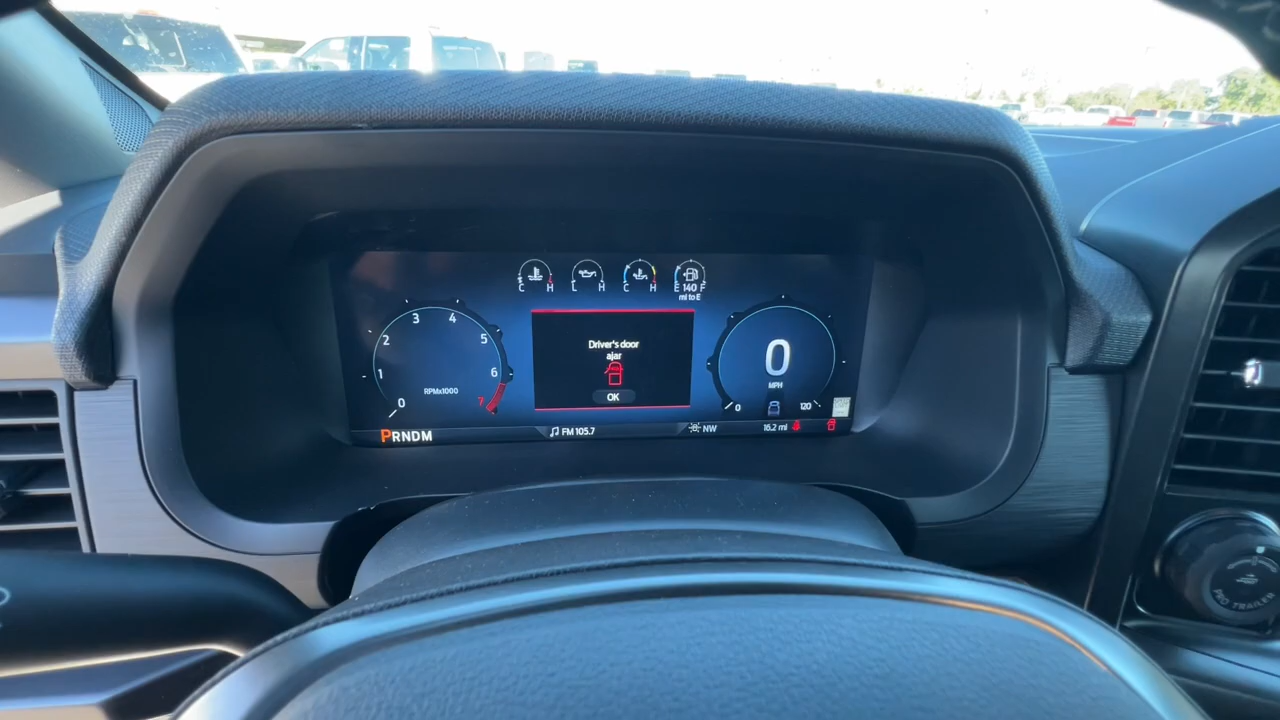 C H
L H
C H
E 140 F
mi to E
0
1
2
3
4
5
6
7
RPMx1000
Driver's door
ajar
OK
0
MPH
0
120
PRNDM
FM 105.7
NW
16.2 mi
PRO TRAILER